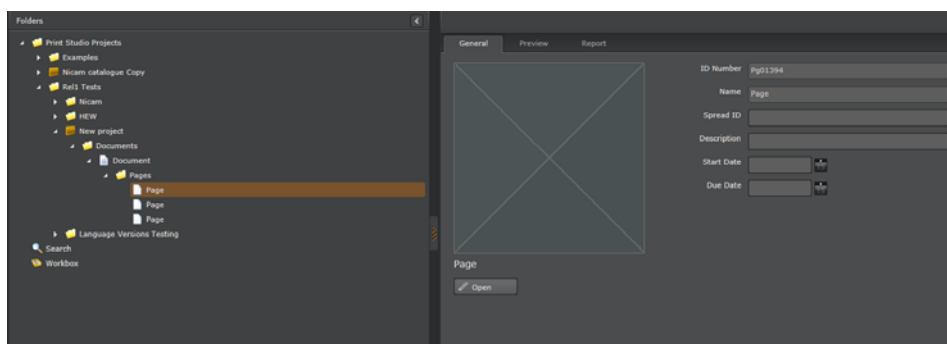 Folders
Print Studio Projects
Examples
Nicam catalogue Copy
Rel1 Tests
Nicam
HEW
New project
Documents
Document
Pages
Page
Page
Page
Language Versions Testing
Search
Workbox
General Preview Report
ID Number Pg01394
Name Page
Spread ID
Description
Start Date
Due Date
Page
Open